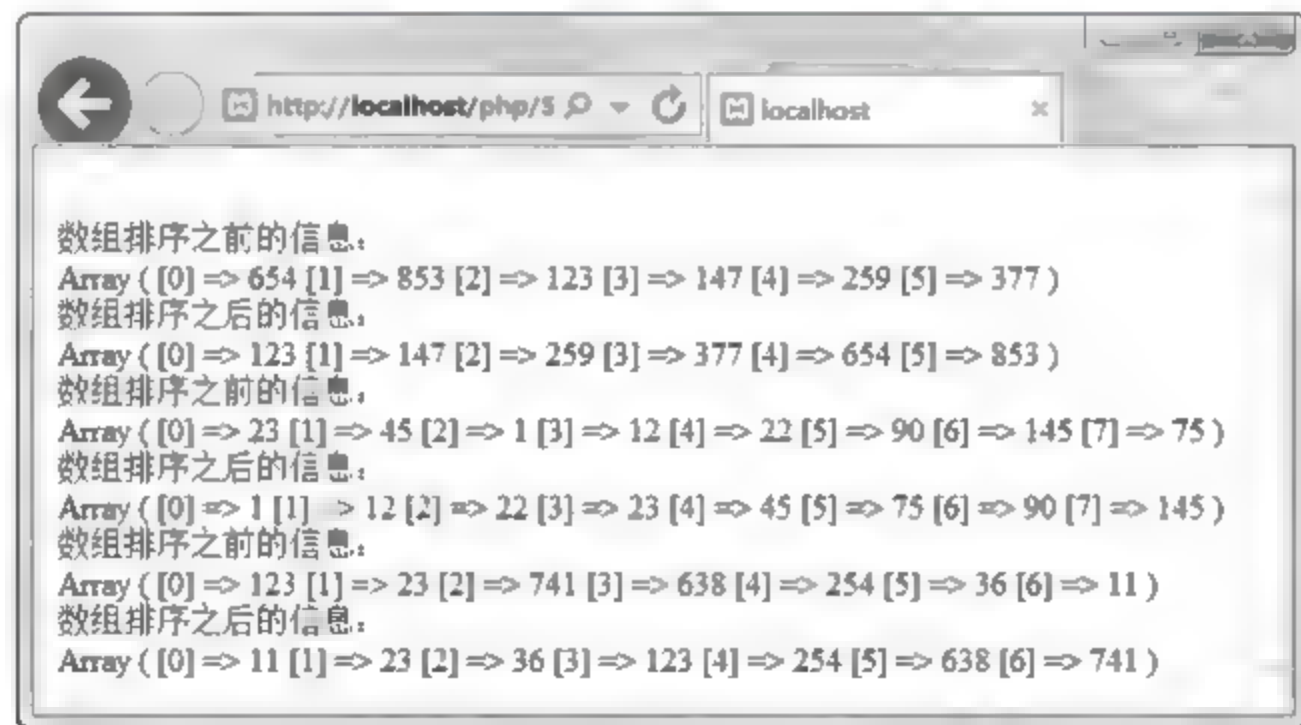 http://localhost/php/5
localhost
数组排序之前的信息:
Array ( [0] => 654 [1] => 853 [2] => 123 [3] => 147 [4] => 259 [5] => 377 )
数组排序之后的信息:
Array ( [0] => 123 [1] => 147 [2] => 259 [3] => 377 [4] => 654 [5] => 853 )
数组排序之前的信息:
Array ( [0] => 23 [1] => 45 [2] => 1 [3] => 12 [4] => 22 [5] => 90 [6] => 145 [7] => 75 )
数组排序之后的信息:
Array ( [0] => 1 [1] => 12 [2] => 22 [3] => 23 [4] => 45 [5] => 75 [6] => 90 [7] => 145 )
数组排序之前的信息:
Array ( [0] => 123 [1] => 23 [2] => 741 [3] => 638 [4] => 254 [5] => 36 [6] => 11 )
数组排序之后的信息:
Array ( [0] => 11 [1] => 23 [2] => 36 [3] => 123 [4] => 254 [5] => 638 [6] => 741 )